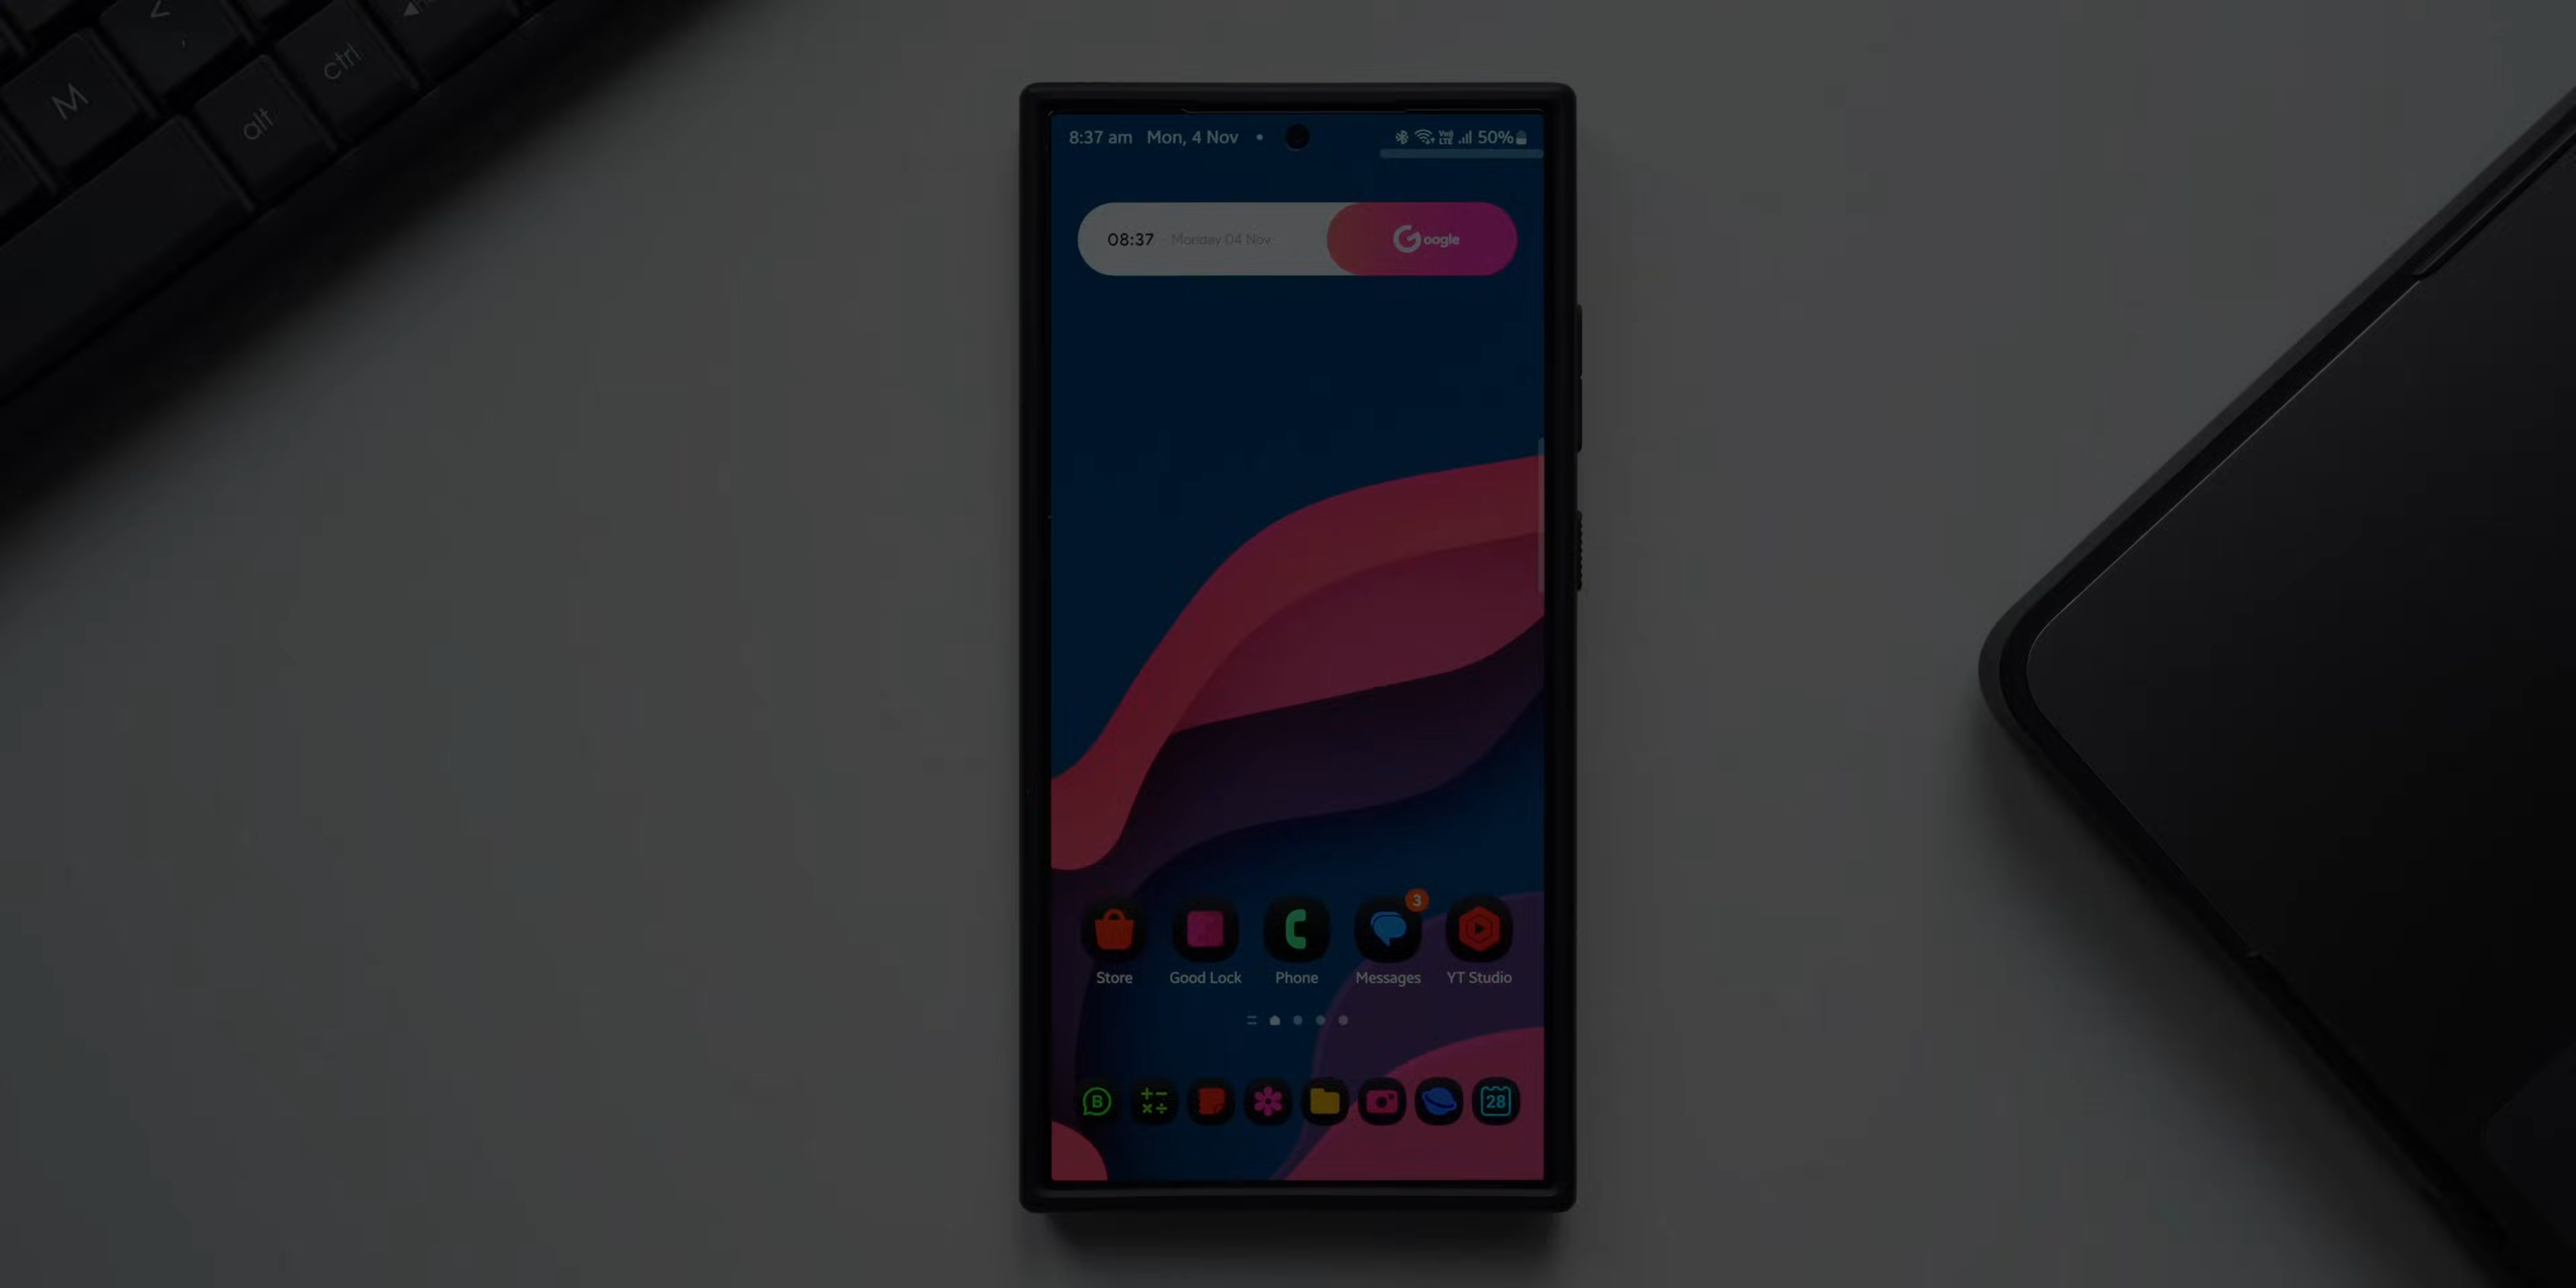 <
,
M
alt
ctrl
8:37 am Mon, 4 Nov • VoLTE 50%
08:37 Monday 04 Nov
Google
3
Store Good Lock Phone Messages YT Studio
B
28